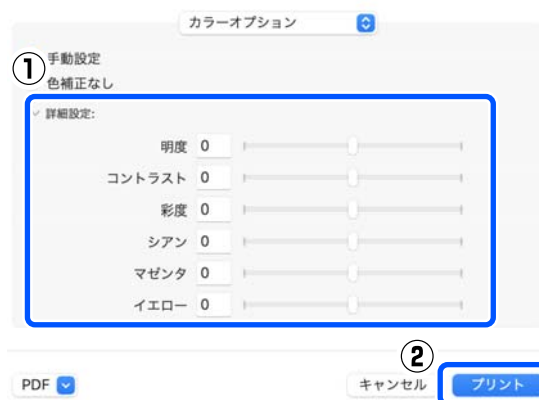 カラーオプション
①
手動設定
色補正なし
詳細設定:
明度 0
コントラスト 0
彩度 0
シアン 0
マゼンタ 0
イエロー 0
②
PDF キャンセル プリント